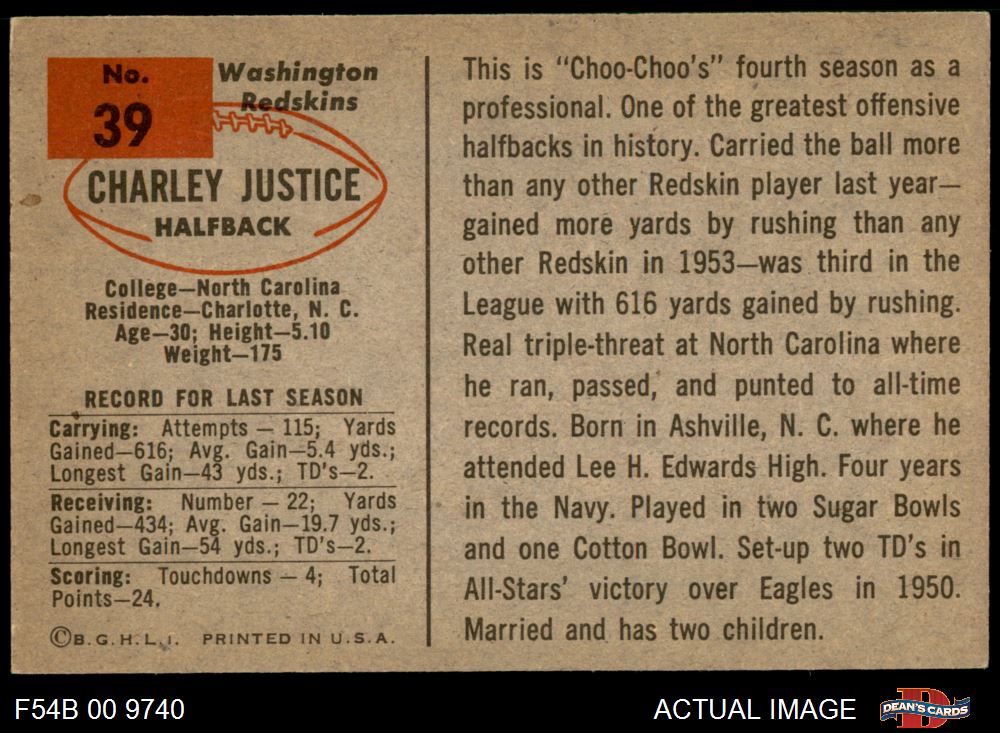 No.
39
Washington
Redskins
CHARLEY JUSTICE
HALFBACK
College—North Carolina
Residence—Charlotte, N. C.
Age—30; Height—5.10
Weight—175
RECORD FOR LAST SEASON
Carrying: Attempts — 115; Yards
Gained—616; Avg. Gain—5.4 yds.;
Longest Gain—43 yds.; TD's—2.
Receiving: Number — 22; Yards
Gained—434; Avg. Gain—19.7 yds.;
Longest Gain—54 yds.; TD's—2.
Scoring: Touchdowns — 4; Total
Points—24.
©B.G.H.L.I. PRINTED IN U.S.A.
This is "Choo-Choo's" fourth season as a
professional. One of the greatest offensive
halfbacks in history. Carried the ball more
than any other Redskin player last year—
gained more yards by rushing than any
other Redskin in 1953—was third in the
League with 616 yards gained by rushing.
Real triple-threat at North Carolina where
he ran, passed, and punted to all-time
records. Born in Ashville, N. C. where he
attended Lee H. Edwards High. Four years
in the Navy. Played in two Sugar Bowls
and one Cotton Bowl. Set-up two TD's in
All-Stars' victory over Eagles in 1950.
Married and has two children.
F54B 00 9740
ACTUAL IMAGE
DEAN'S CARDS